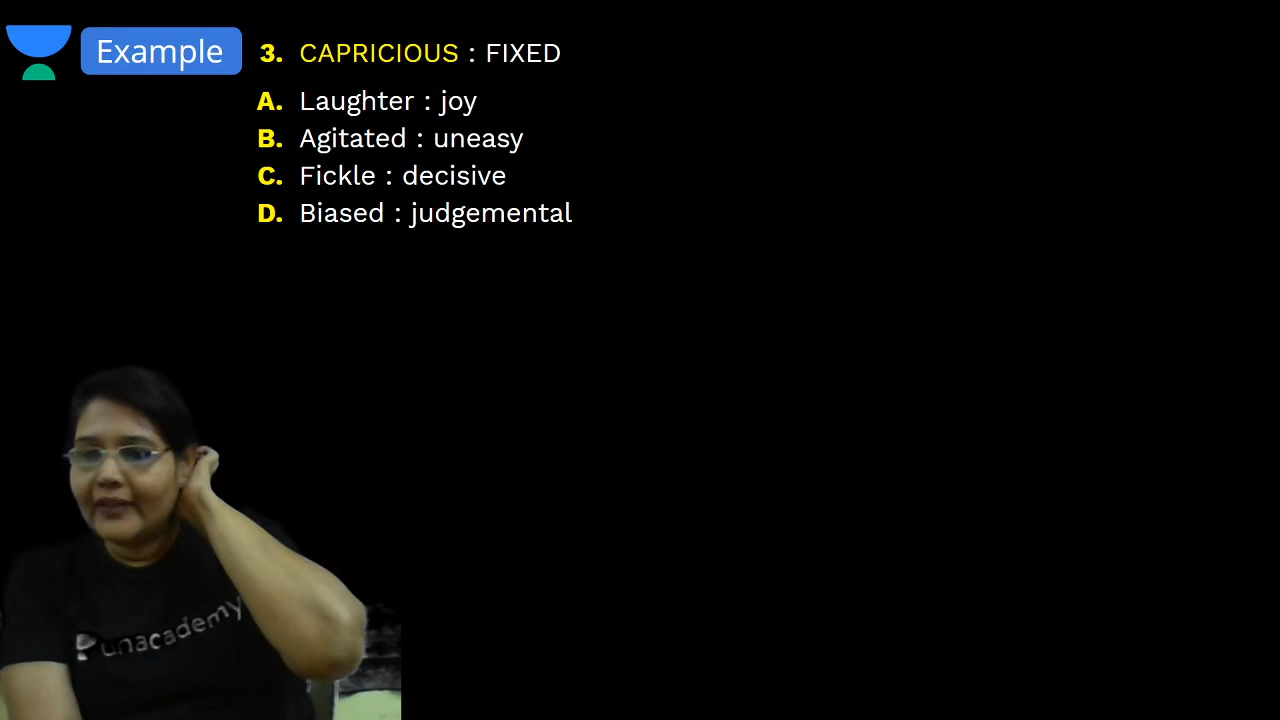 Example
3. CAPRICIOUS : FIXED
A. Laughter : joy
B. Agitated : uneasy
C. Fickle : decisive
D. Biased : judgemental
unacademy